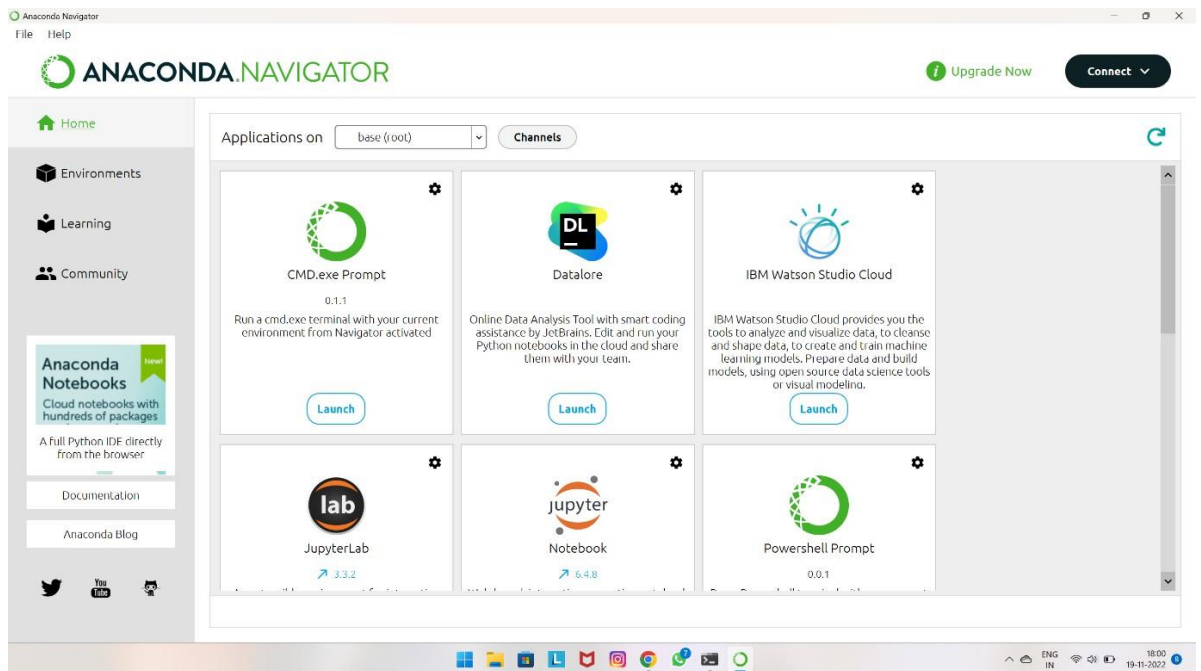 Anaconda Navigator
File Help
ANACONDA.NAVIGATOR
i Upgrade Now
Connect
Home
Environments
Learning
Community
Anaconda
Notebooks
New!
Cloud notebooks with
hundreds of packages
A full Python IDE directly
from the browser
Documentation
Anaconda Blog
You
Tube
Applications on base (root) Channels
CMD.exe Prompt
0.1.1
Run a cmd.exe terminal with your current
environment from Navigator activated
Launch
DL
Datalore
Online Data Analysis Tool with smart coding
assistance by JetBrains. Edit and run your
Python notebooks in the cloud and share
them with your team.
Launch
IBM Watson Studio Cloud
IBM Watson Studio Cloud provides you the
tools to analyze and visualize data, to cleanse
and shape data, to create and train machine
learning models. Prepare data and build
models, using open source data science tools
or visual modeling.
Launch
lab
JupyterLab
3.3.2
jupyter
Notebook
6.4.8
Powershell Prompt
0.0.1
L
ENG
IN
18:00
19-11-2022